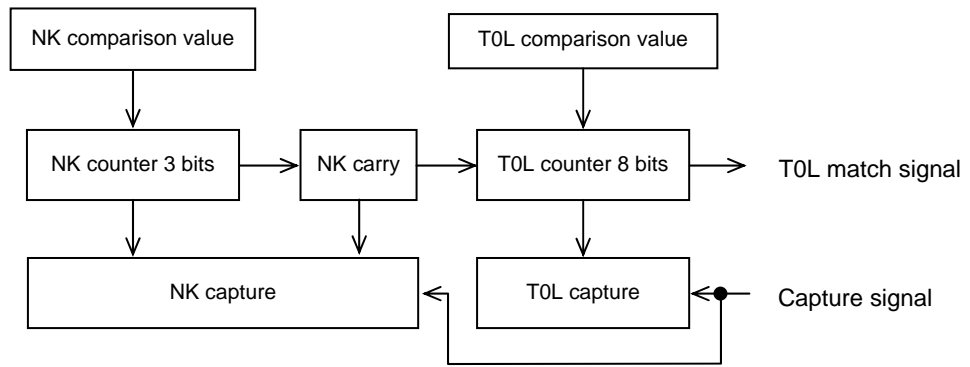 NK comparison value
T0L comparison value
NK counter 3 bits
NK carry
T0L counter 8 bits
T0L match signal
NK capture
T0L capture
Capture signal